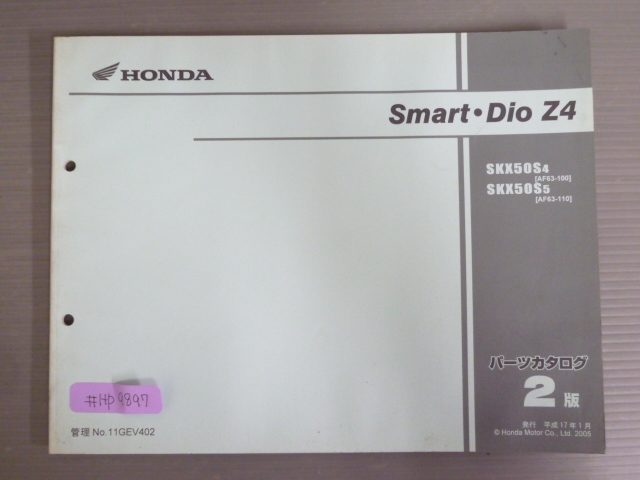 HONDA
Smart・Dio Z4
SKX50S4
[AF63-100]
SKX50S5
[AF63-110]
パーツカタログ
2版
発行 平成17年1月
© Honda Motor Co., Ltd. 2005
#HP9897
管理 No.11GEV402